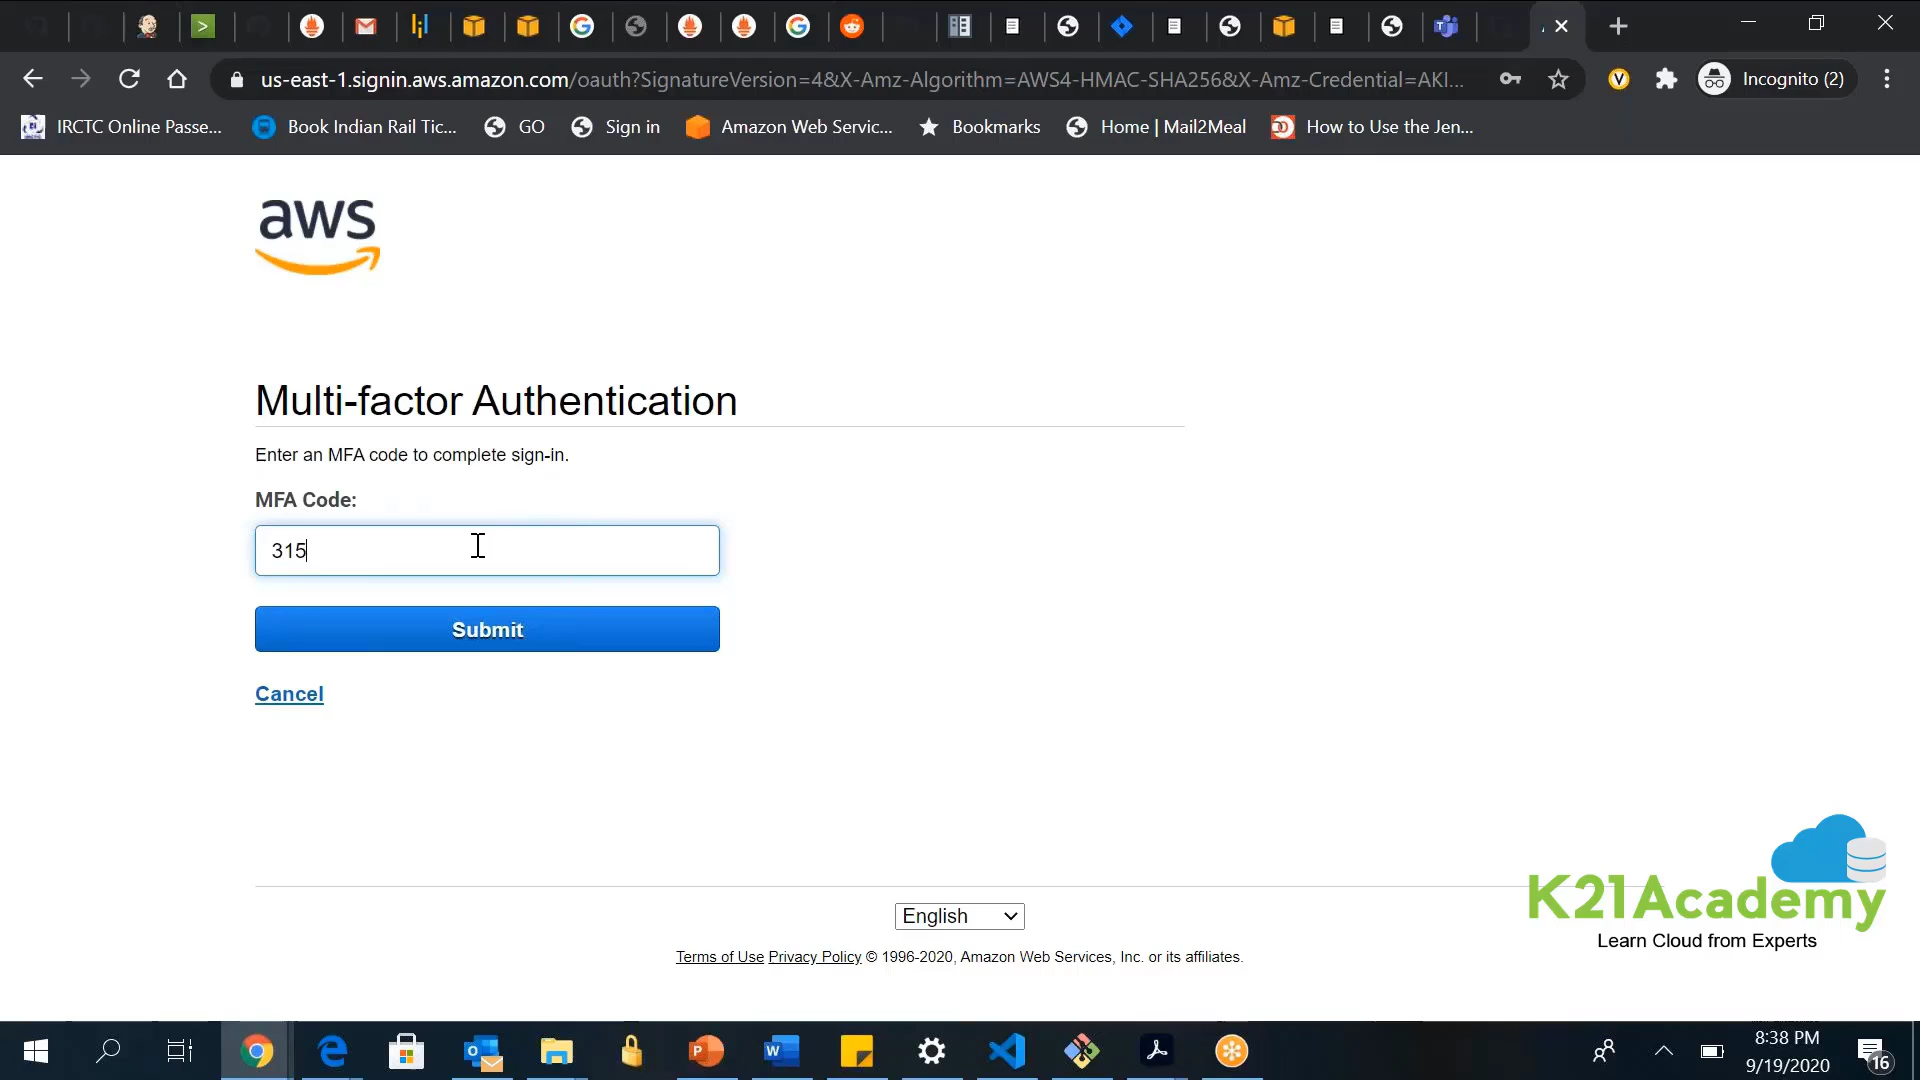 us-east-1.signin.aws.amazon.com/oauth?SignatureVersion=4&X-Amz-Algorithm=AWS4-HMAC-SHA256&X-Amz-Credential=AKI...
Incognito (2)
IRCTC Online Passe...
Book Indian Rail Tic...
GO
Sign in
Amazon Web Servic...
Bookmarks
Home | Mail2Meal
How to Use the Jen...
aws
Multi-factor Authentication
Enter an MFA code to complete sign-in.
MFA Code:
315
Submit
Cancel
K21Academy
Learn Cloud from Experts
English
Terms of Use Privacy Policy © 1996-2020, Amazon Web Services, Inc. or its affiliates.
8:38 PM
9/19/2020
16